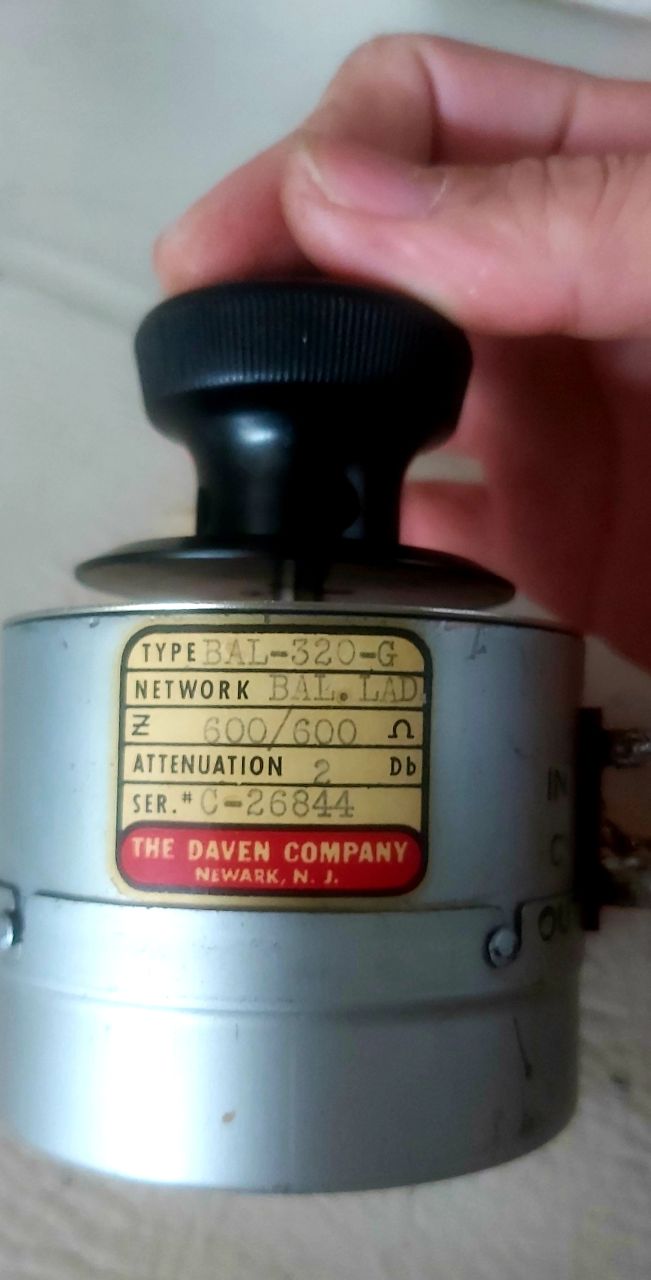 TYPE BAL-320-G
NETWORK BAL. LAD.
Z 600/600 Ω
ATTENUATION 2 Db
SER.# C-26844
THE DAVEN COMPANY
NEWARK, N. J.